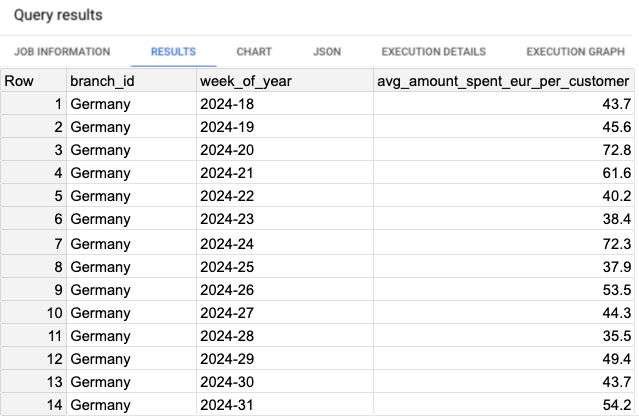 Query results
JOB INFORMATION RESULTS CHART JSON EXECUTION DETAILS EXECUTION GRAPH
Row branch_id week_of_year avg_amount_spent_eur_per_customer
1 Germany 2024-18 43.7
2 Germany 2024-19 45.6
3 Germany 2024-20 72.8
4 Germany 2024-21 61.6
5 Germany 2024-22 40.2
6 Germany 2024-23 38.4
7 Germany 2024-24 72.3
8 Germany 2024-25 37.9
9 Germany 2024-26 53.5
10 Germany 2024-27 44.3
11 Germany 2024-28 35.5
12 Germany 2024-29 49.4
13 Germany 2024-30 43.7
14 Germany 2024-31 54.2